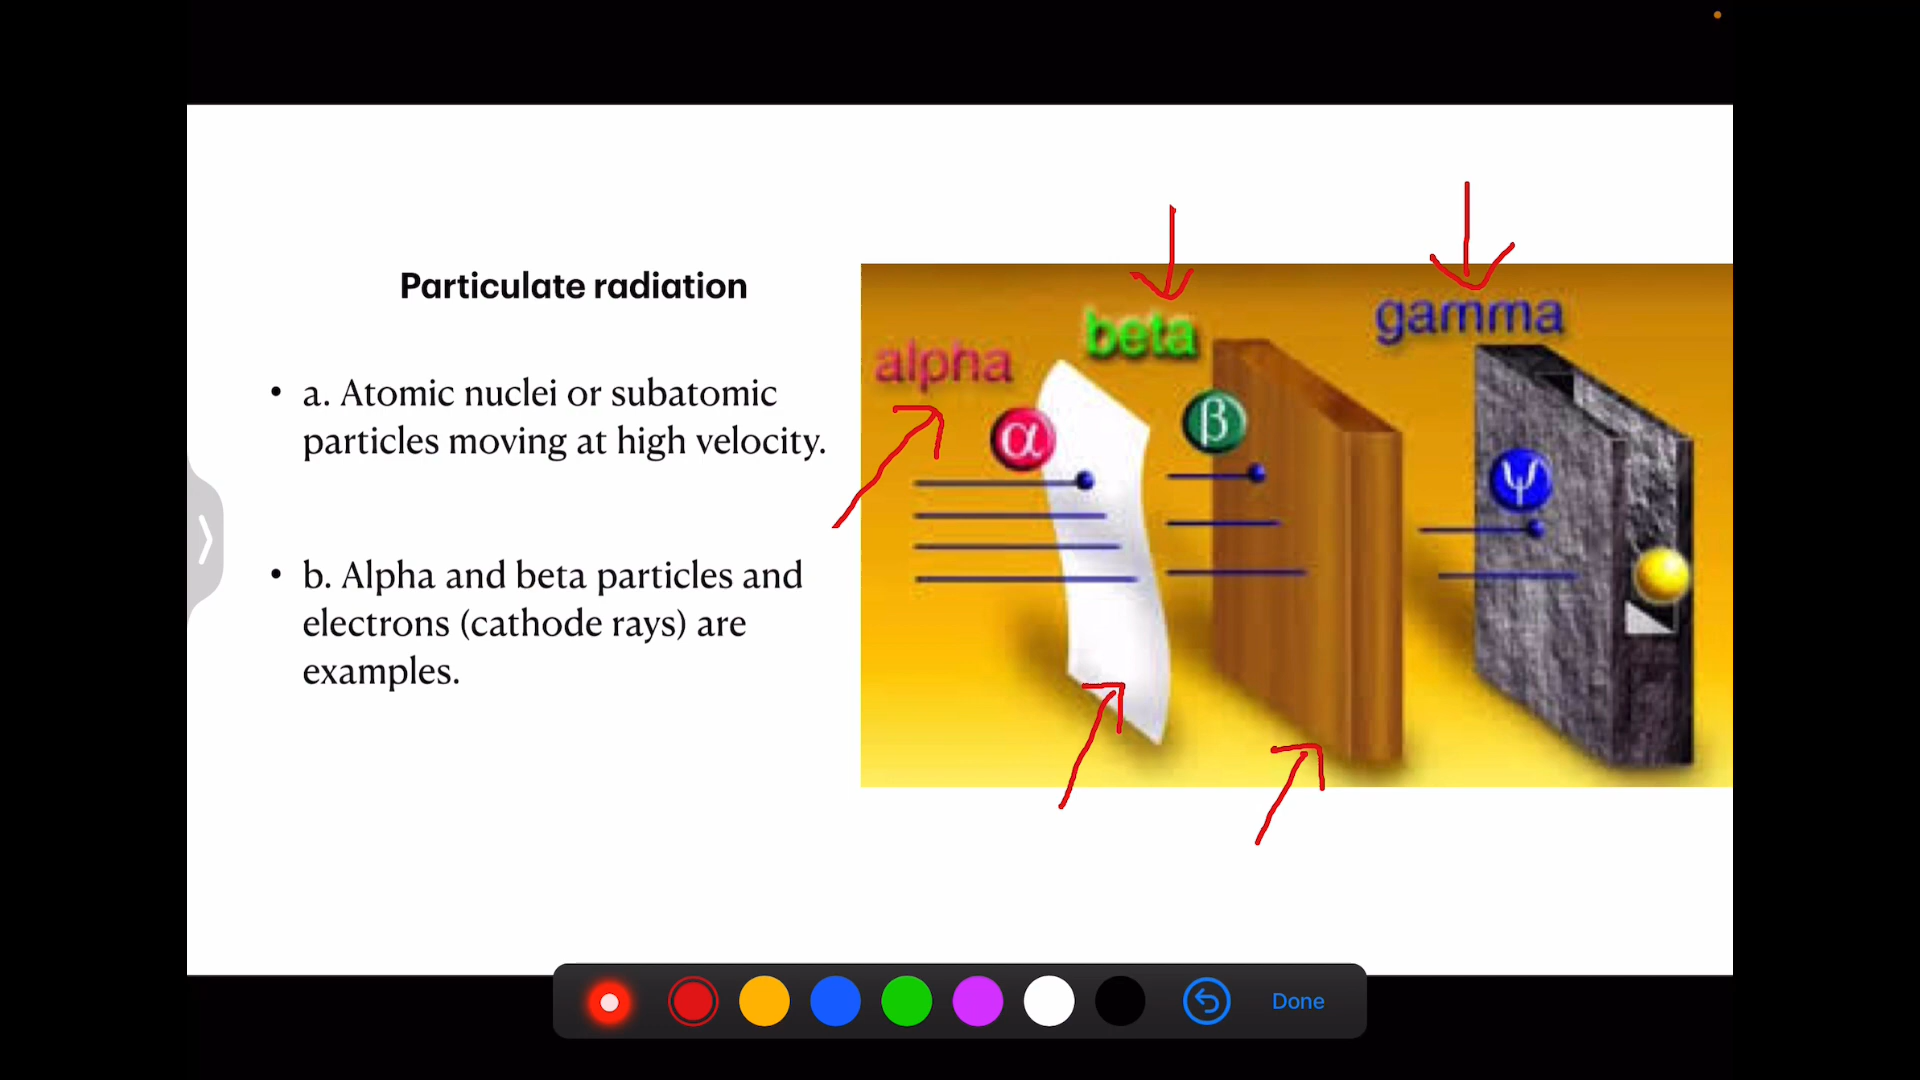 Particulate radiation
• a. Atomic nuclei or subatomic
particles moving at high velocity.
• b. Alpha and beta particles and
electrons (cathode rays) are
examples.
alpha
beta
gamma
α
β
ψ
Done